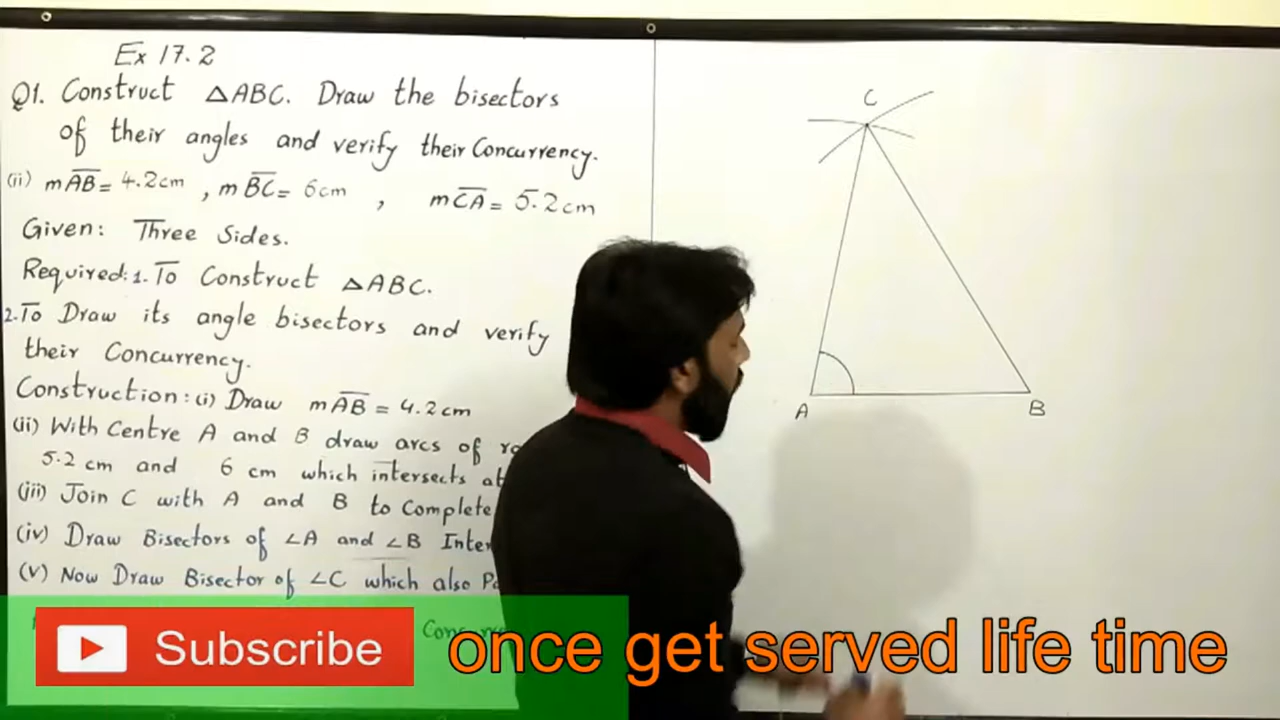 Ex 17.2
Q1. Construct △ABC. Draw the bisectors
of their angles and verify their Concurrency.
(ii) mAB = 4.2cm , mBC = 6cm , mCA = 5.2cm
Given: Three Sides.
Required: 1. To Construct △ABC.
2. To Draw its angle bisectors and verify
their Concurrency.
Construction: (i) Draw mAB = 4.2cm
(ii) With Centre A and B draw arcs of
5.2 cm and 6 cm which intersects at
(iii) Join C with A and B to Complete
(iv) Draw Bisectors of ∠A and ∠B
(v) Now Draw Bisector of ∠C which also
C
A
B
Subscribe
once get served life time